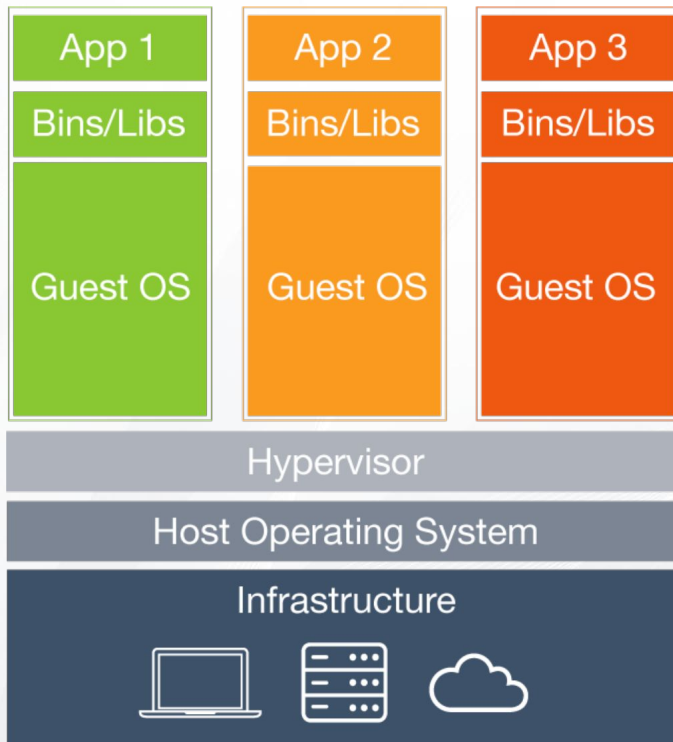 App 1
App 2
App 3
Bins/Libs
Bins/Libs
Bins/Libs
Guest OS
Guest OS
Guest OS
Hypervisor
Host Operating System
Infrastructure